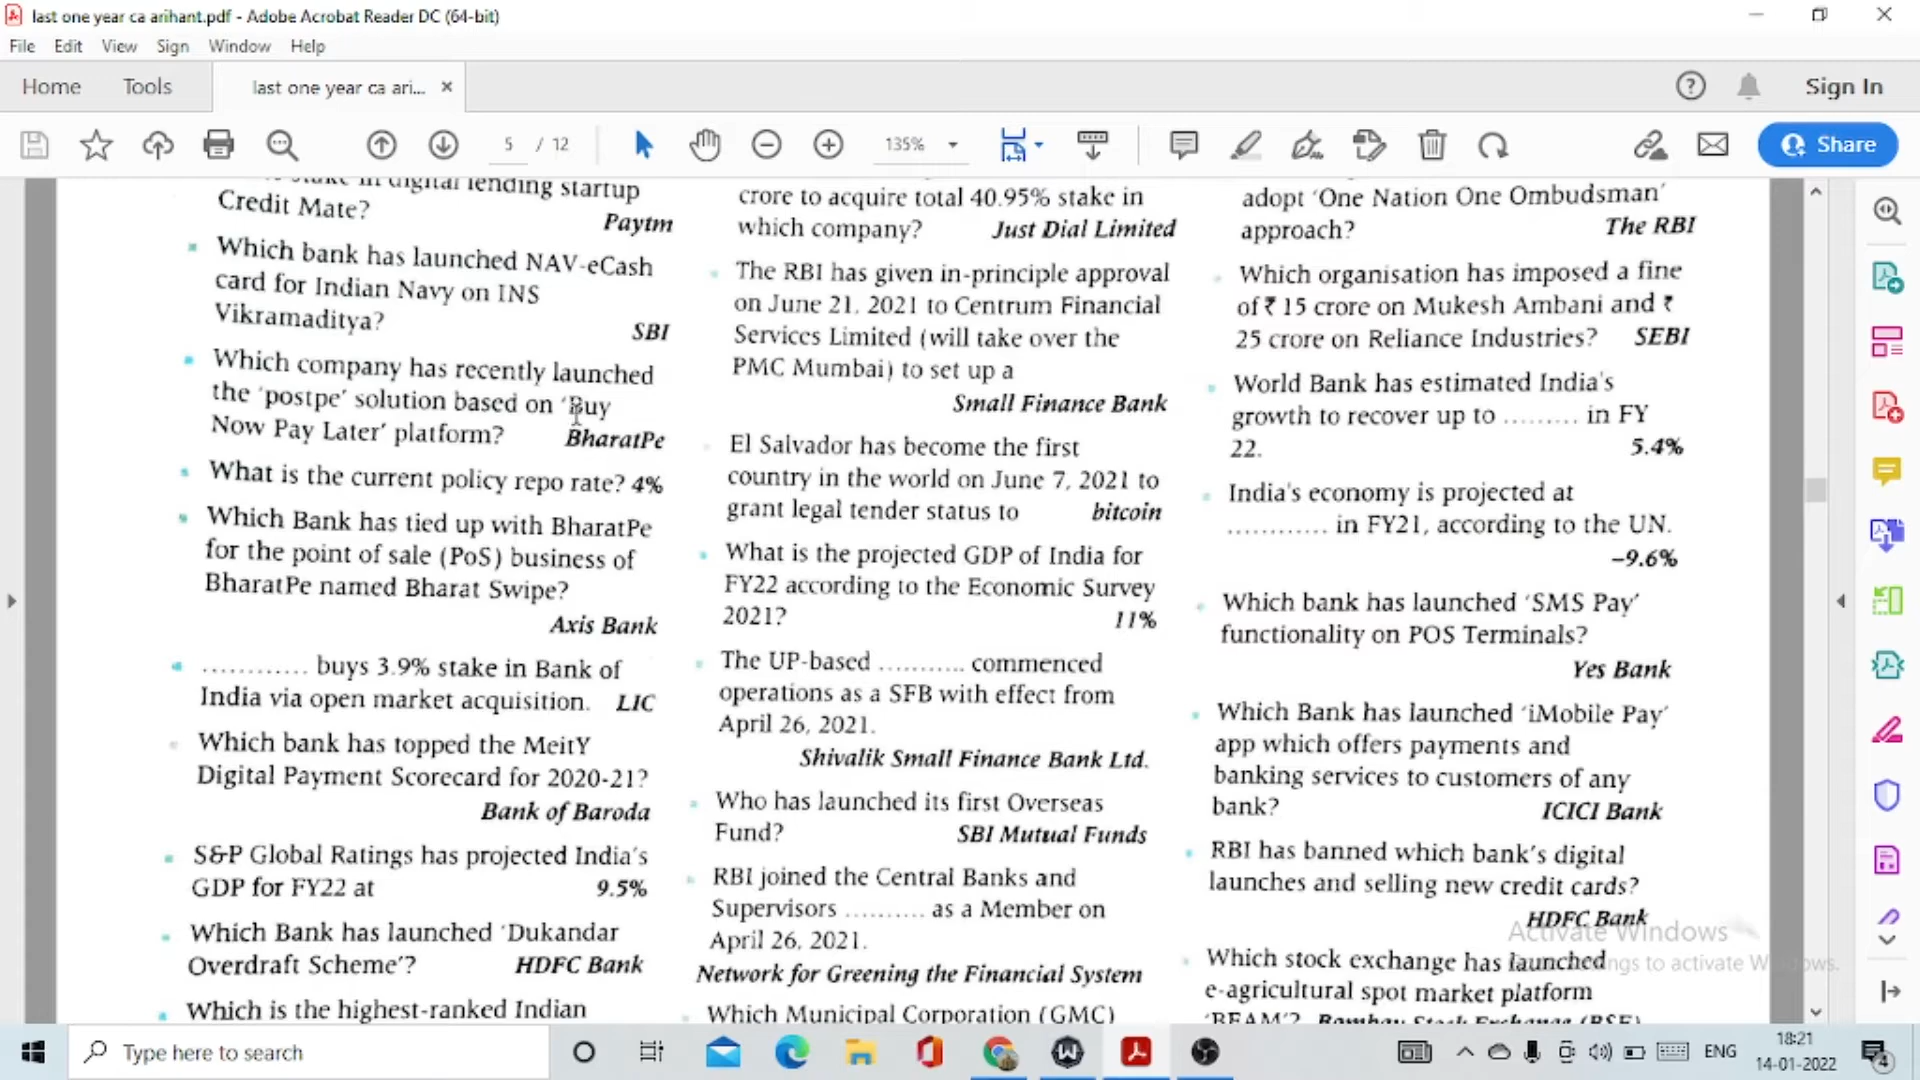 last one year ca arihant.pdf - Adobe Acrobat Reader DC (64-bit)
File Edit View Sign Window Help
Home Tools last one year ca ari... × Sign In
5 / 12 135% Share
stake in digital lending startup
Credit Mate?
Paytm
Which bank has launched NAV-eCash
card for Indian Navy on INS
Vikramaditya?
SBI
Which company has recently launched
the 'postpe' solution based on 'Buy
Now Pay Later' platform? BharatPe
What is the current policy repo rate? 4%
Which Bank has tied up with BharatPe
for the point of sale (PoS) business of
BharatPe named Bharat Swipe?
Axis Bank
............ buys 3.9% stake in Bank of
India via open market acquisition. LIC
Which bank has topped the MeitY
Digital Payment Scorecard for 2020-21?
Bank of Baroda
S&P Global Ratings has projected India's
GDP for FY22 at 9.5%
Which Bank has launched 'Dukandar
Overdraft Scheme'? HDFC Bank
Which is the highest-ranked Indian
crore to acquire total 40.95% stake in
which company? Just Dial Limited
The RBI has given in-principle approval
on June 21, 2021 to Centrum Financial
Services Limited (will take over the
PMC Mumbai) to set up a
Small Finance Bank
El Salvador has become the first
country in the world on June 7, 2021 to
grant legal tender status to bitcoin
What is the projected GDP of India for
FY22 according to the Economic Survey
2021? 11%
The UP-based ........... commenced
operations as a SFB with effect from
April 26, 2021.
Shivalik Small Finance Bank Ltd.
Who has launched its first Overseas
Fund? SBI Mutual Funds
RBI joined the Central Banks and
Supervisors .......... as a Member on
April 26, 2021.
Network for Greening the Financial System
Which Municipal Corporation (GMC)
adopt 'One Nation One Ombudsman'
approach? The RBI
Which organisation has imposed a fine
of ₹ 15 crore on Mukesh Ambani and ₹
25 crore on Reliance Industries? SEBI
World Bank has estimated India's
growth to recover up to ......... in FY
22. 5.4%
India's economy is projected at
............ in FY21, according to the UN.
–9.6%
Which bank has launched 'SMS Pay'
functionality on POS Terminals?
Yes Bank
Which Bank has launched 'iMobile Pay'
app which offers payments and
banking services to customers of any
bank? ICICI Bank
RBI has banned which bank's digital
launches and selling new credit cards?
HDFC Bank
Which stock exchange has launched
e-agricultural spot market platform
'BEAM'? Bombay Stock Exchange (BSE)
Activate Windows
to activate Windows.
Type here to search
ENG
18:21
14-01-2022
4